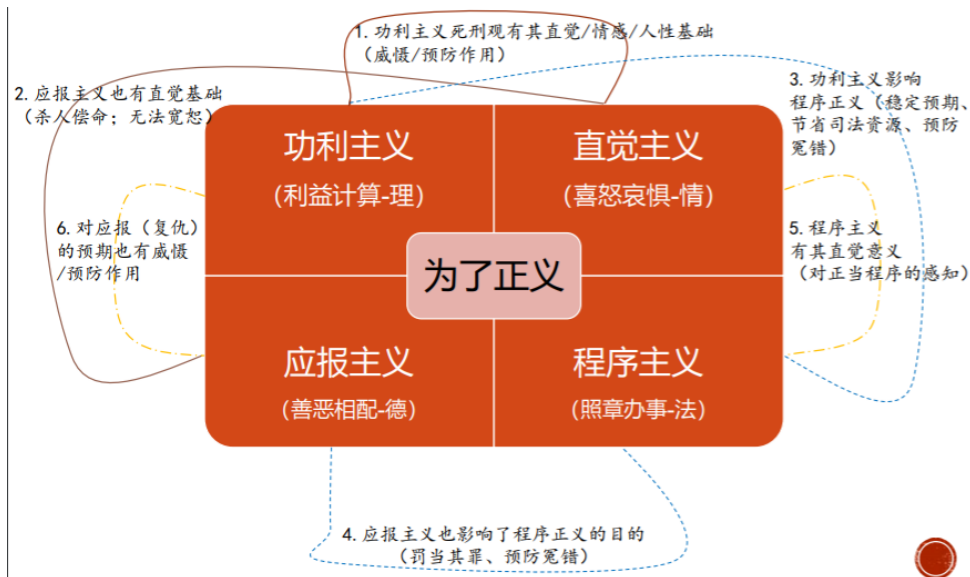 1. 功利主义死刑观有其直觉/情感/人性基础
（威慑/预防作用）
2. 应报主义也有直觉基础
（杀人偿命；无法宽恕）
3. 功利主义影响
程序正义（稳定预期、
节省司法资源、预防
冤错）
功利主义
（利益计算-理）
直觉主义
（喜怒哀惧-情）
6. 对应报（复仇）
的预期也有威慑
/预防作用
为了正义
5. 程序主义
有其直觉意义
（对正当程序的感知）
应报主义
（善恶相配-德）
程序主义
（照章办事-法）
4. 应报主义也影响了程序正义的目的
（罚当其罪、预防冤错）